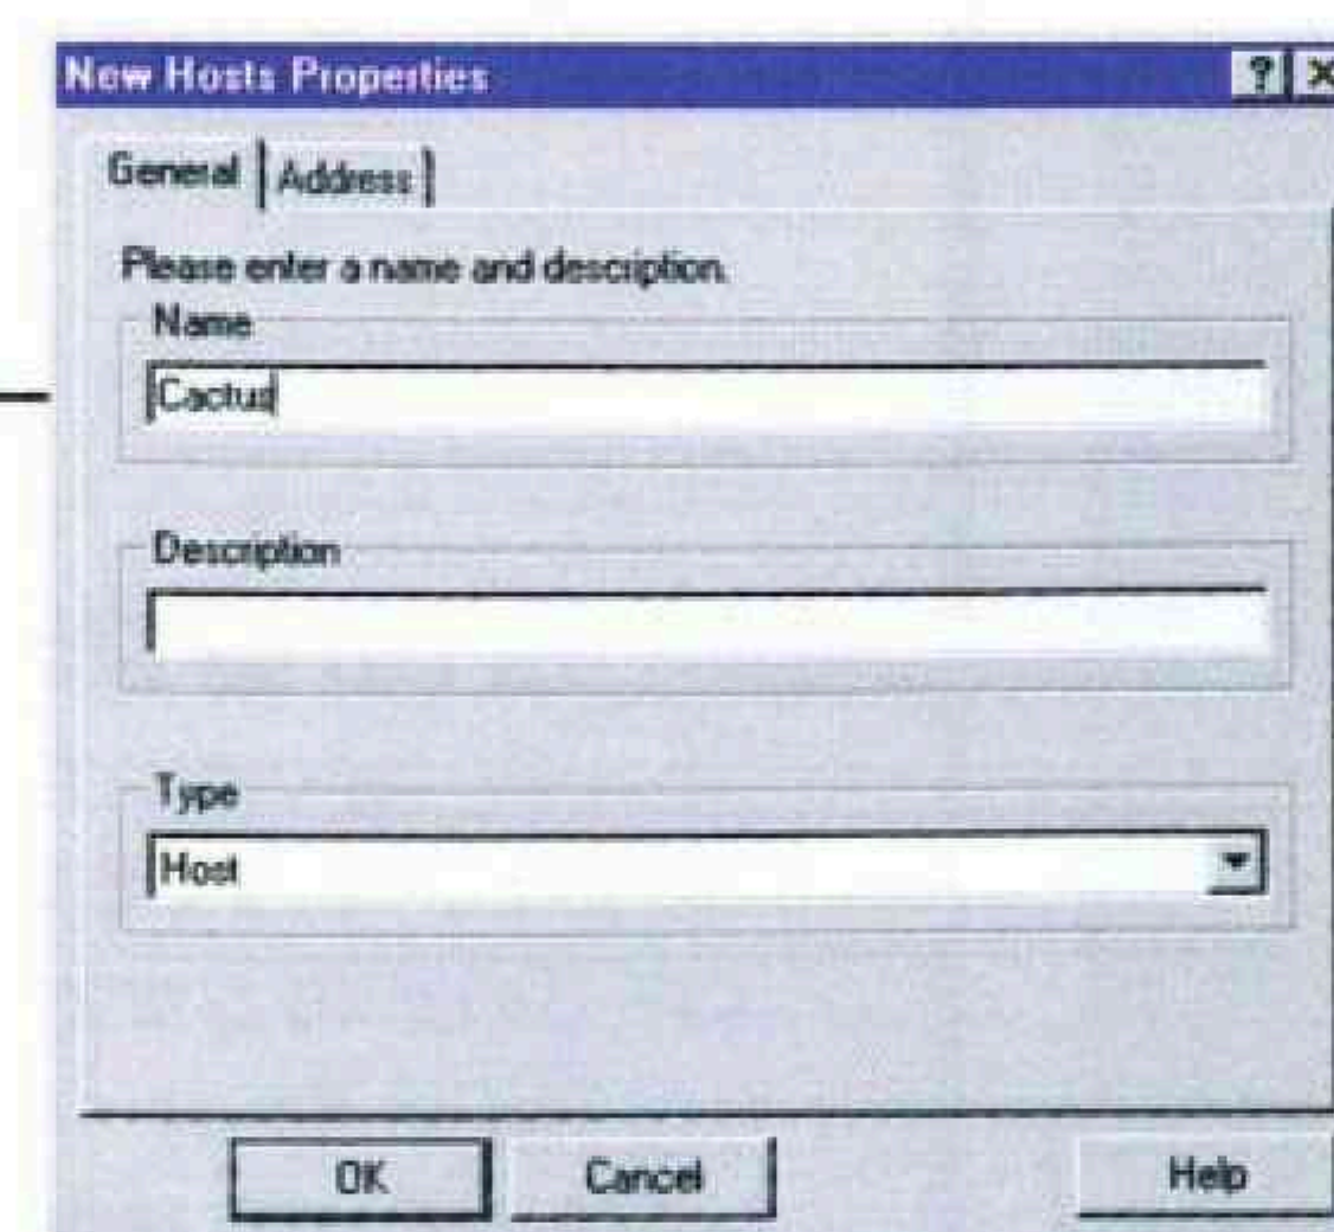 New Hosts Properties
? X
General Address
Please enter a name and description.
Name
Cactus
Description
Type
Host
OK Cancel Help